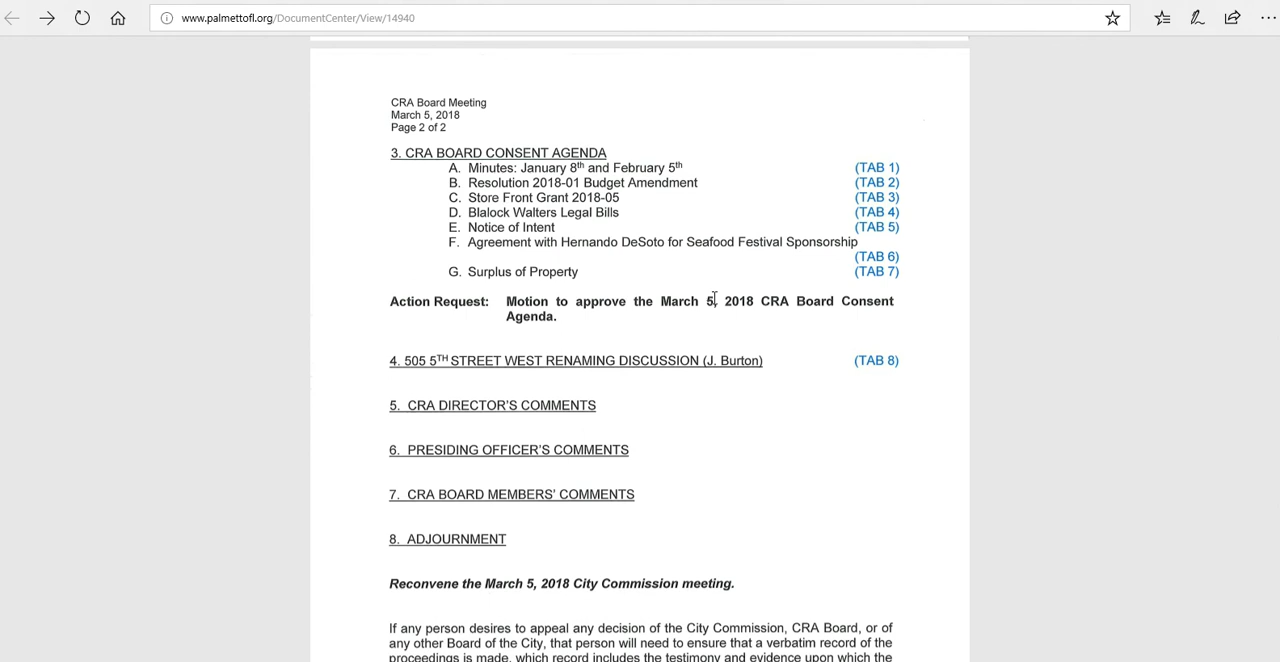 www.palmettofl.org/DocumentCenter/View/14940
CRA Board Meeting
March 5, 2018
Page 2 of 2
3. CRA BOARD CONSENT AGENDA
A. Minutes: January 8th and February 5th (TAB 1)
B. Resolution 2018-01 Budget Amendment (TAB 2)
C. Store Front Grant 2018-05 (TAB 3)
D. Blalock Walters Legal Bills (TAB 4)
E. Notice of Intent (TAB 5)
F. Agreement with Hernando DeSoto for Seafood Festival Sponsorship
(TAB 6)
G. Surplus of Property (TAB 7)
Action Request: Motion to approve the March 5, 2018 CRA Board Consent
Agenda.
4. 505 5TH STREET WEST RENAMING DISCUSSION (J. Burton) (TAB 8)
5. CRA DIRECTOR'S COMMENTS
6. PRESIDING OFFICER'S COMMENTS
7. CRA BOARD MEMBERS' COMMENTS
8. ADJOURNMENT
Reconvene the March 5, 2018 City Commission meeting.
If any person desires to appeal any decision of the City Commission, CRA Board, or of
any other Board of the City, that person will need to ensure that a verbatim record of the
proceedings is made, which record includes the testimony and evidence upon which the